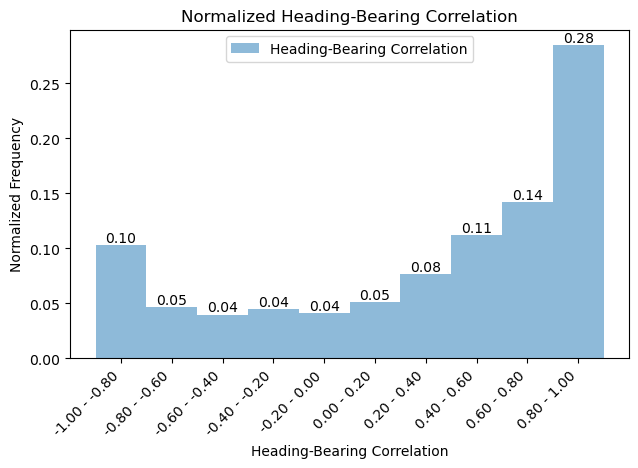 Normalized Heading-Bearing Correlation
Heading-Bearing Correlation
Normalized Frequency
0.25
0.20
0.15
0.10
0.05
0.00
0.10
0.05
0.04
0.04
0.04
0.05
0.08
0.11
0.14
0.28
-1.00 - -0.80
-0.80 - -0.60
-0.60 - -0.40
-0.40 - -0.20
-0.20 - 0.00
0.00 - 0.20
0.20 - 0.40
0.40 - 0.60
0.60 - 0.80
0.80 - 1.00
Heading-Bearing Correlation